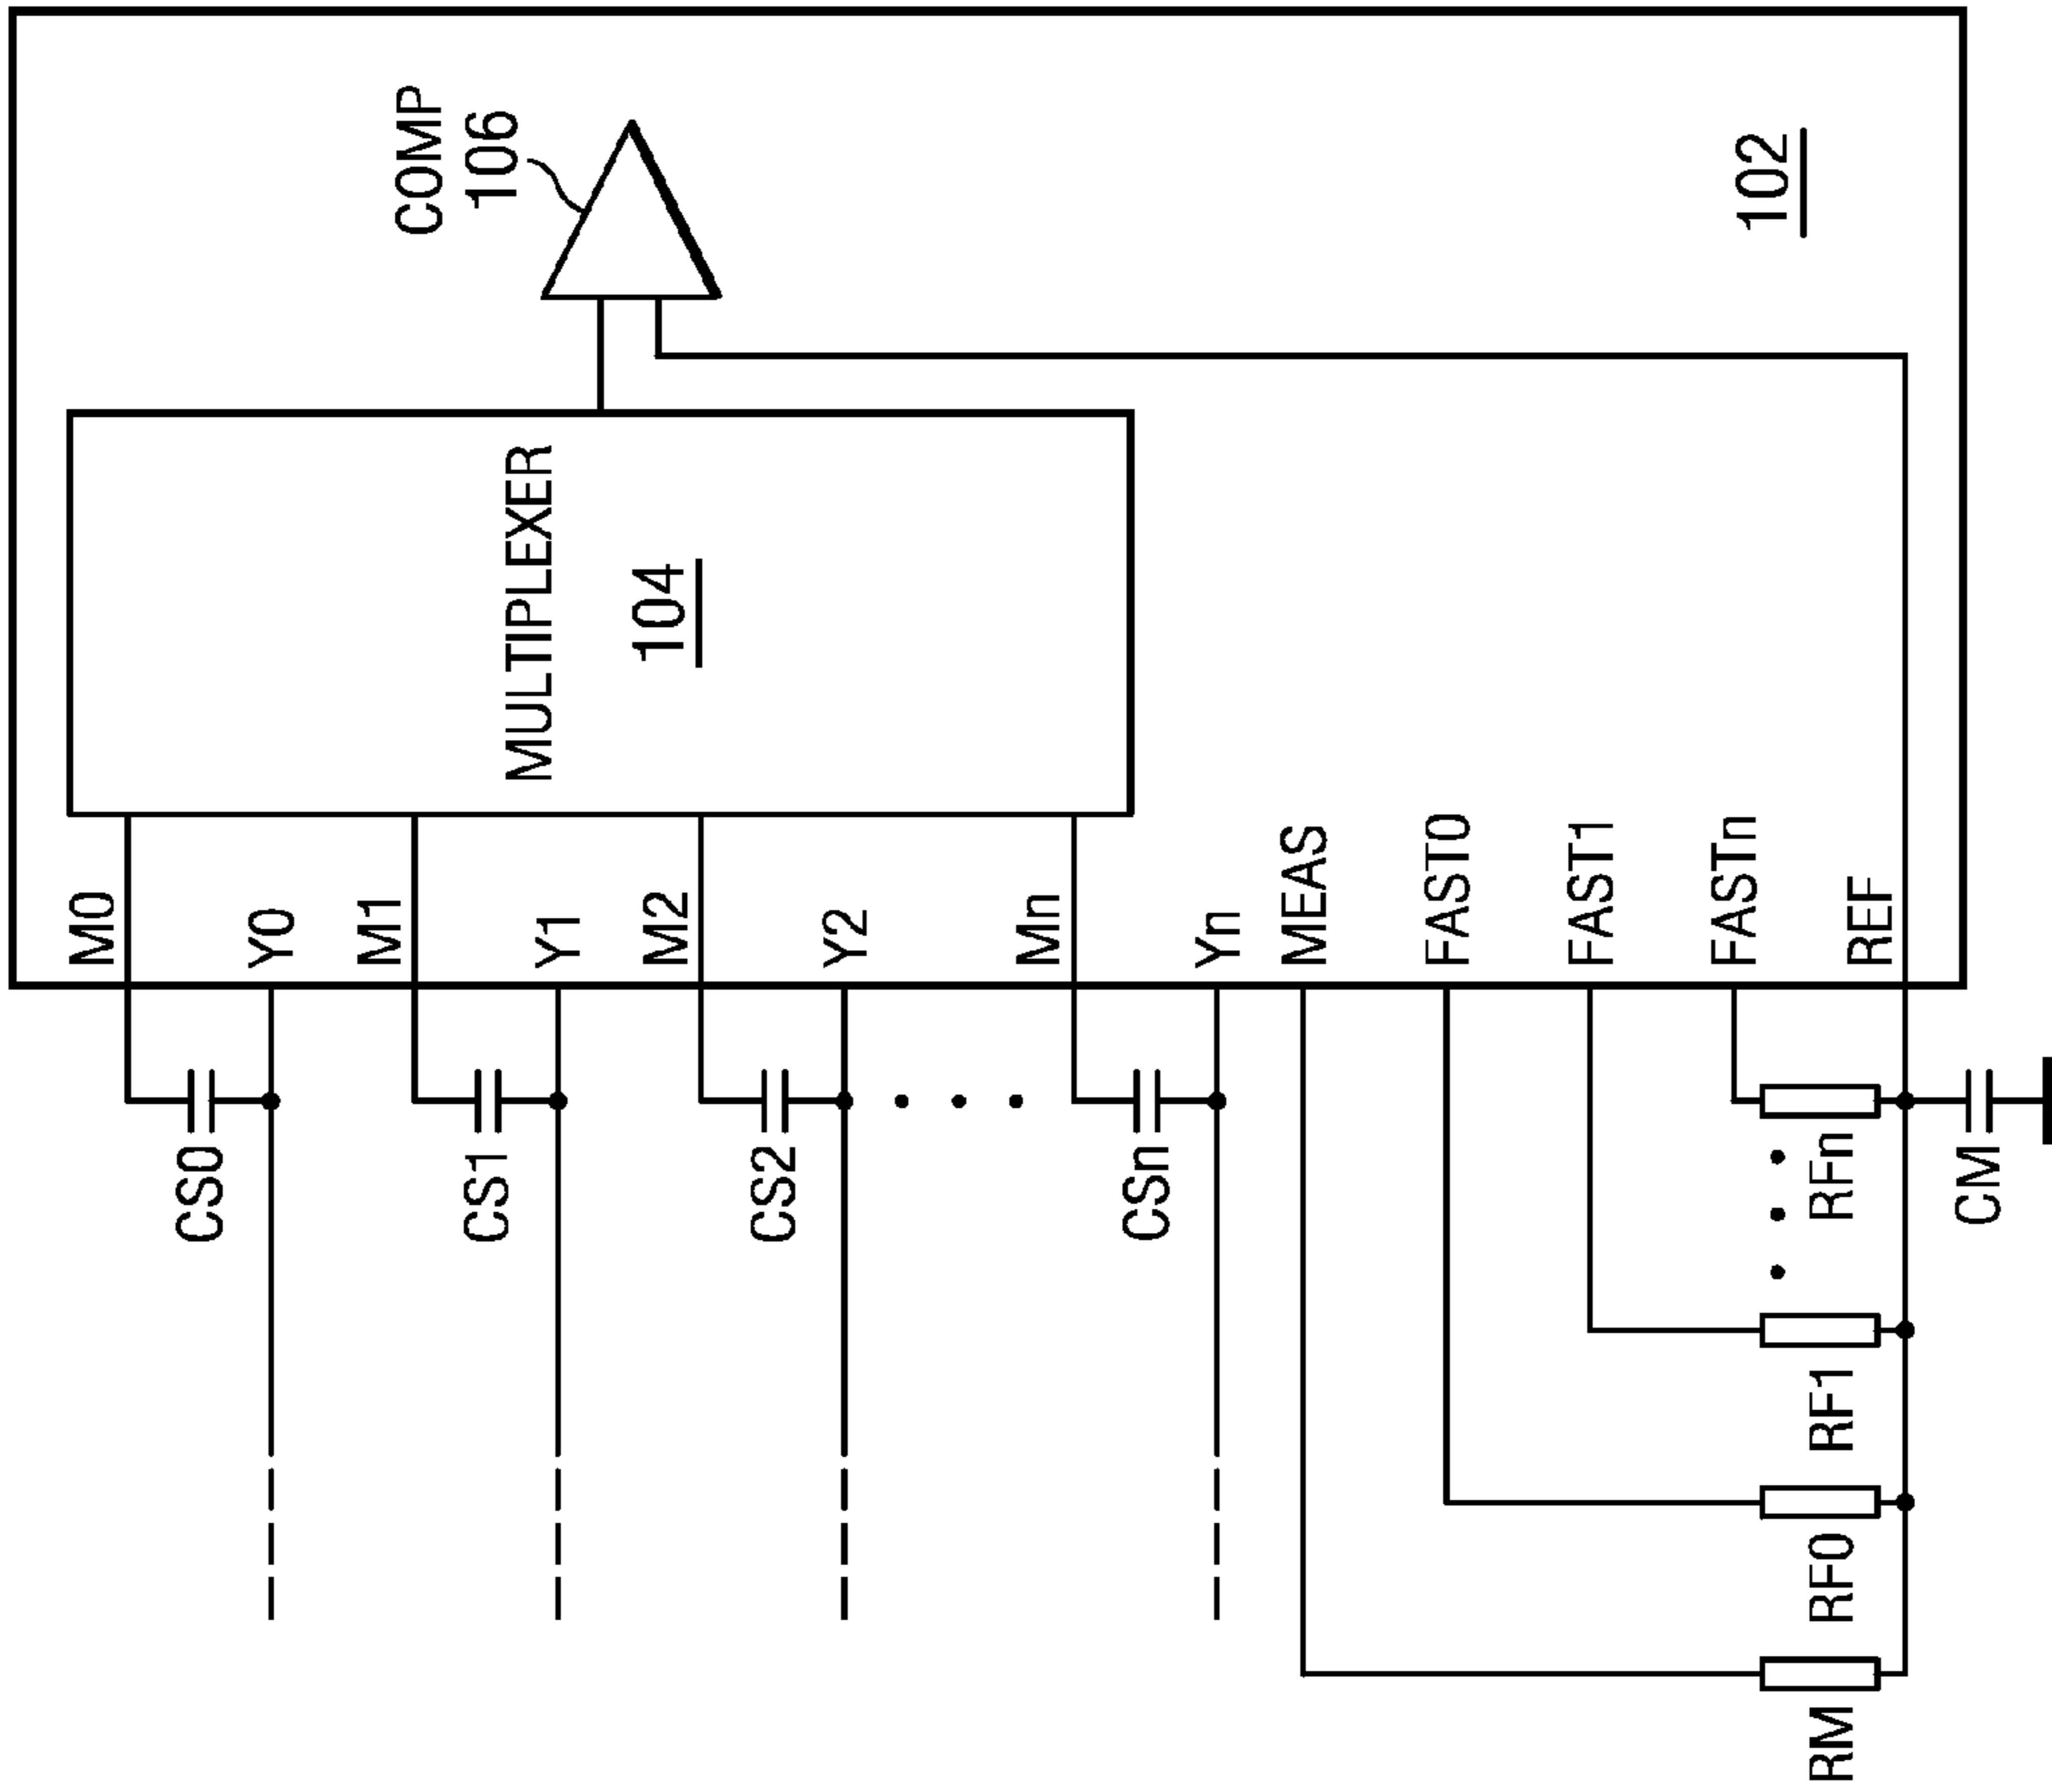 COMP
106
102
MULTIPLEXER
104
M0
Y0
M1
Y1
M2
Y2
Mn
Yn
MEAS
FAST0
FAST1
FASTn
REF
CS0
CS1
CS2
CSn
RFn
CM
RF1
RF0
RM